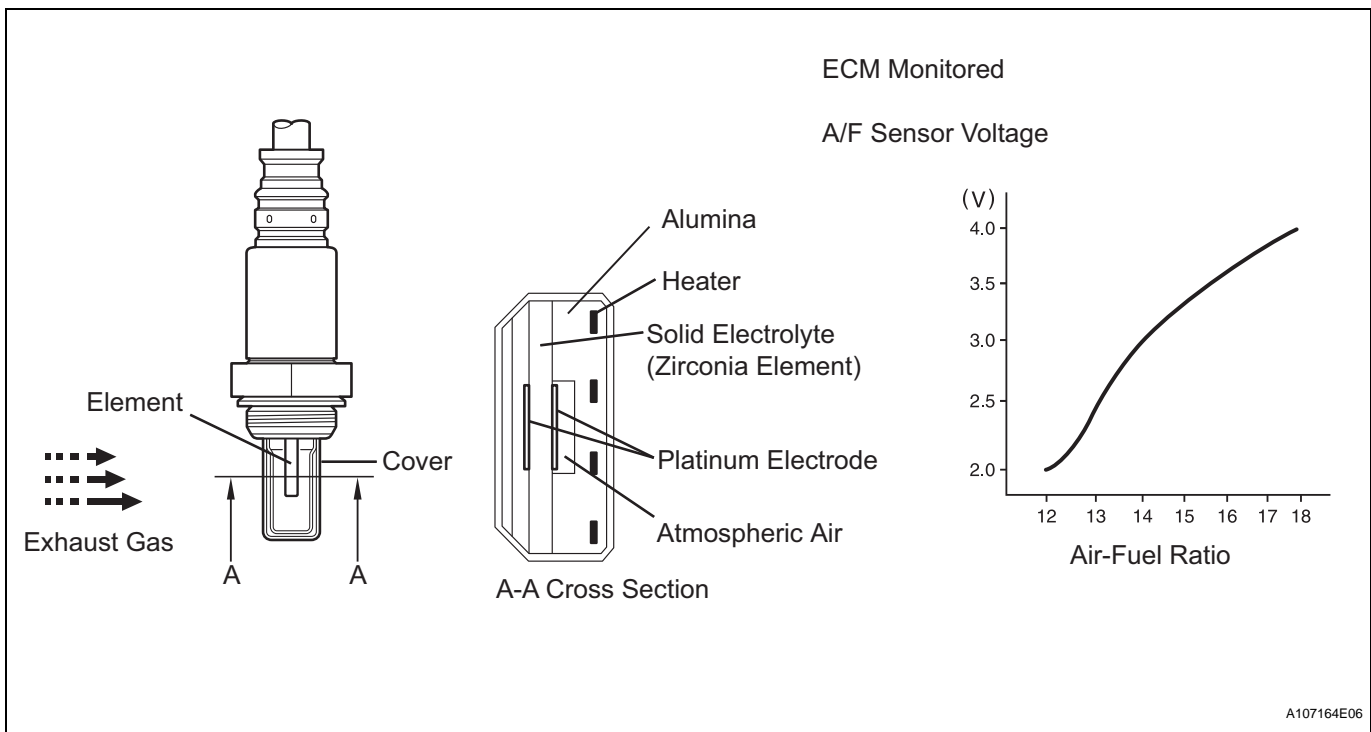 ECM Monitored
A/F Sensor Voltage
Element
Cover
Exhaust Gas
A
A
Alumina
Heater
Solid Electrolyte
(Zirconia Element)
Platinum Electrode
Atmospheric Air
A-A Cross Section
(V)
4.0
3.5
3.0
2.5
2.0
12 13 14 15 16 17 18
Air-Fuel Ratio
A107164E06